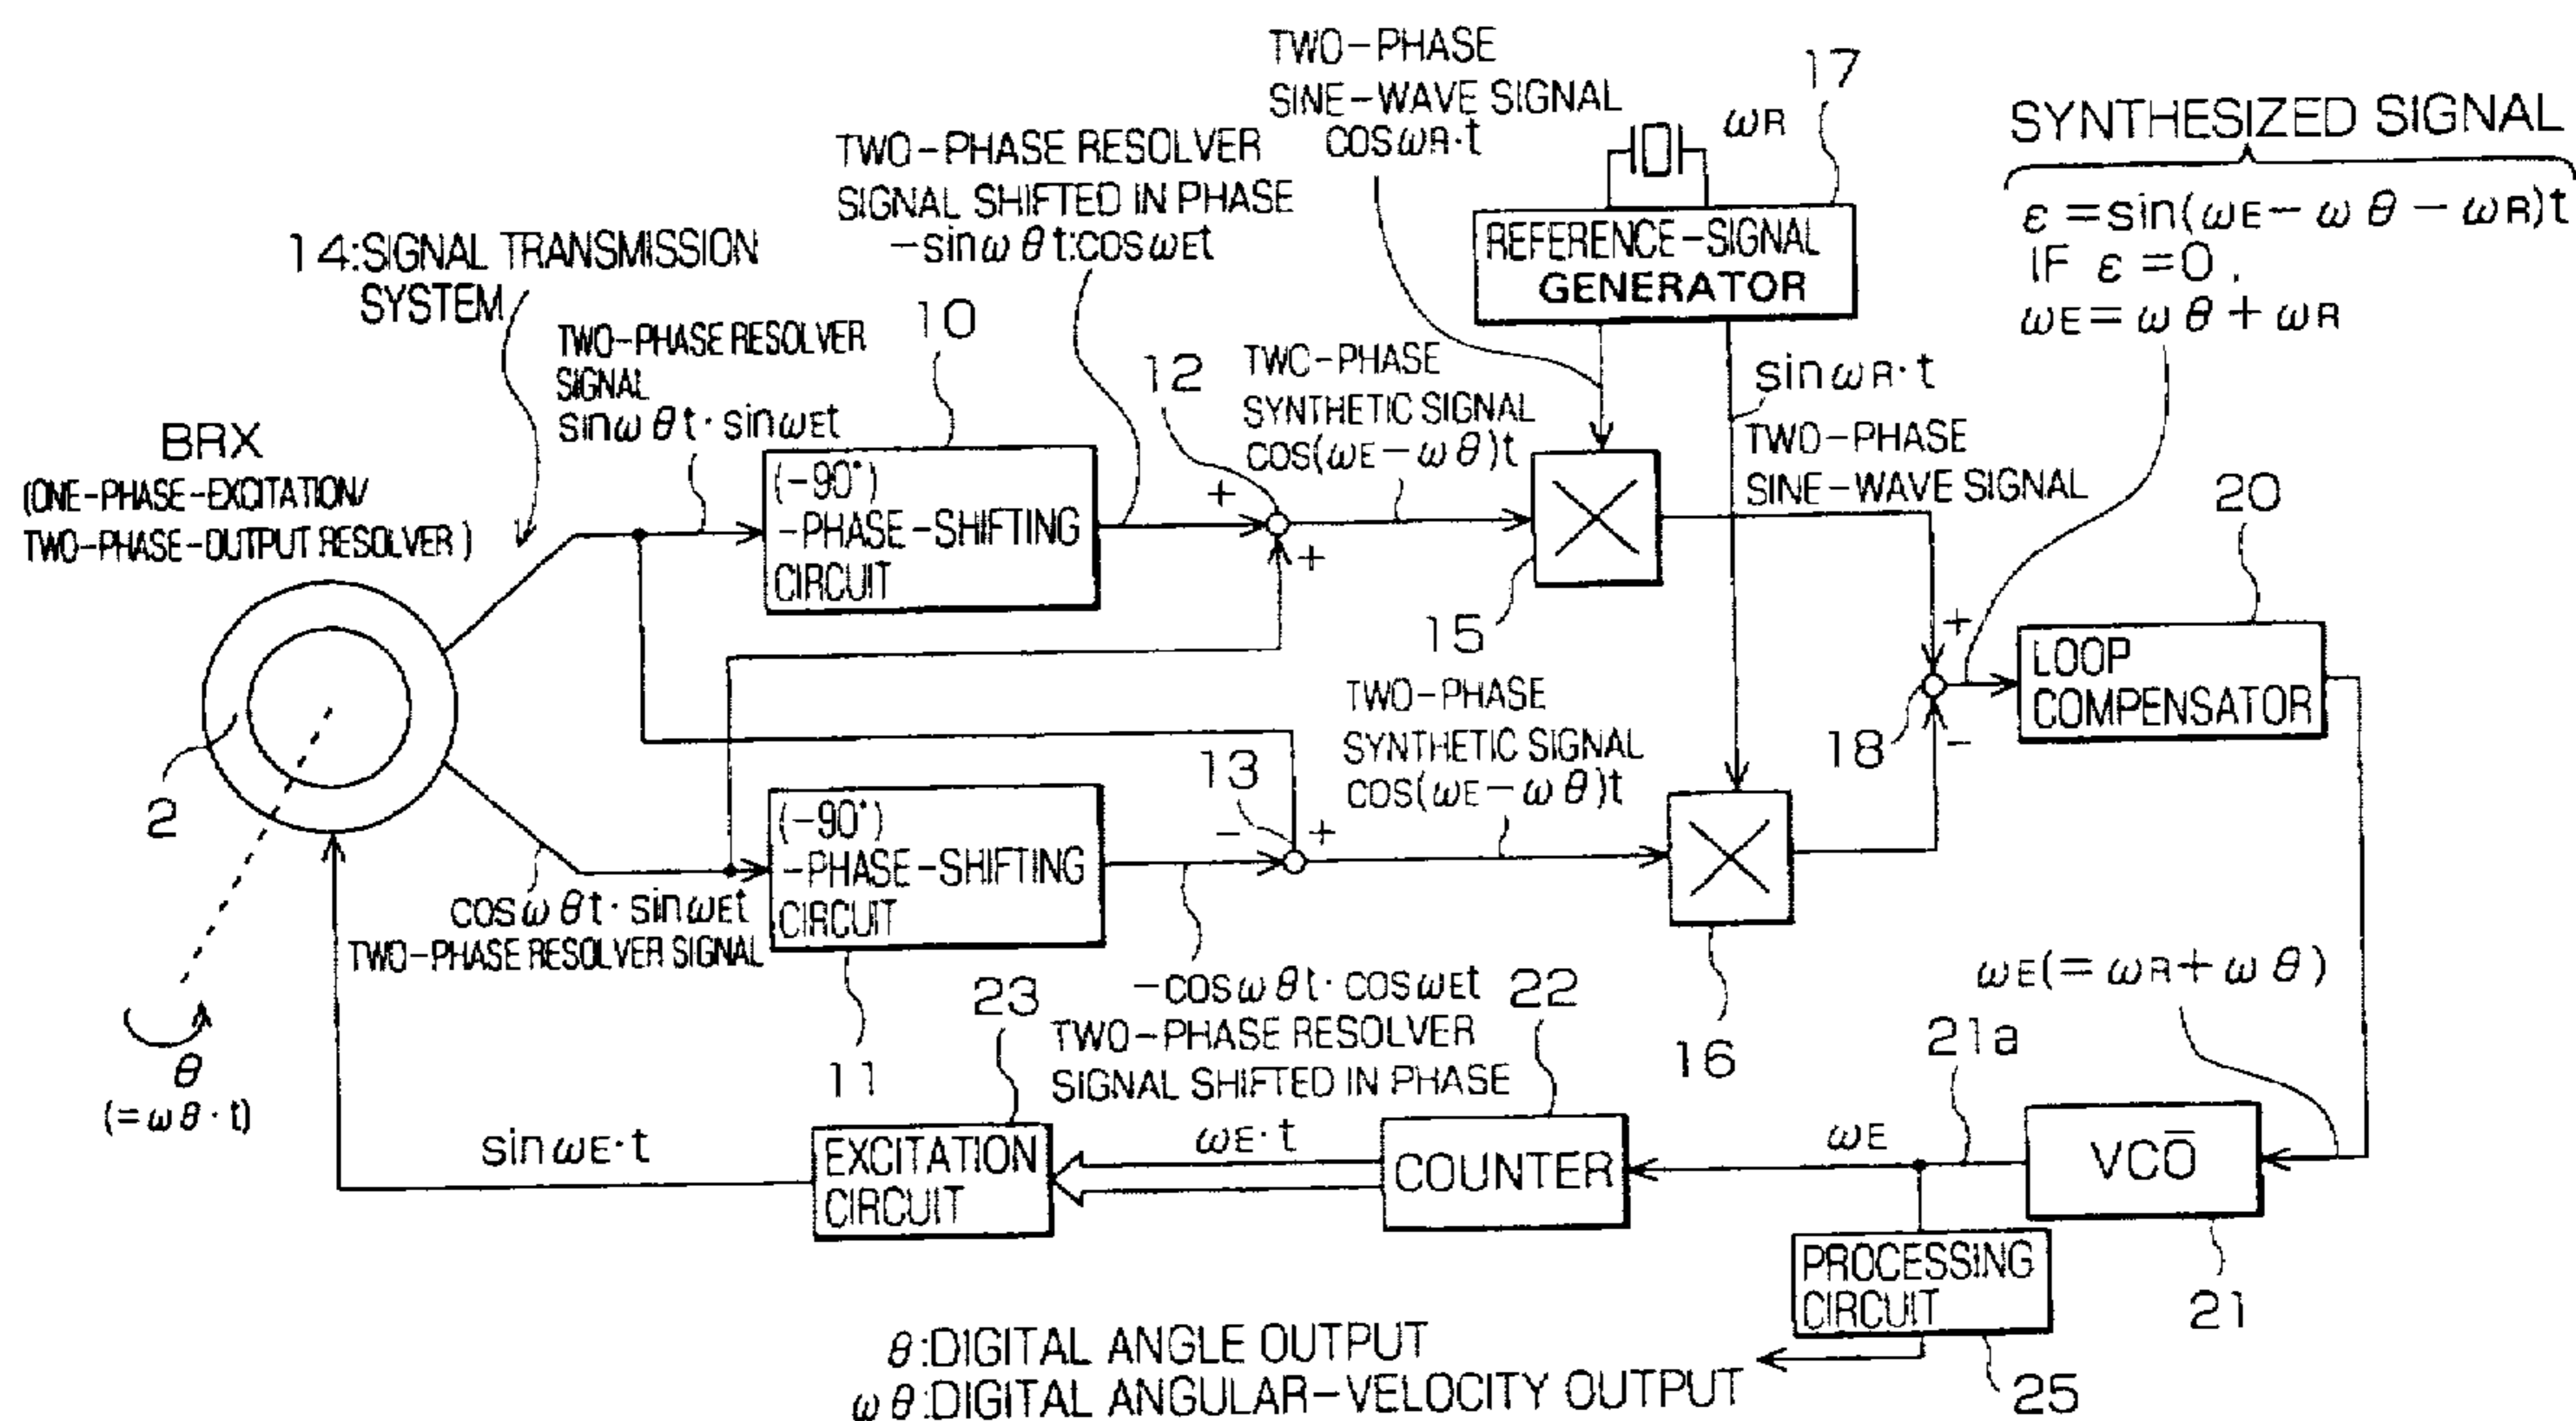 TWO-PHASE
SINE-WAVE SIGNAL
COSωR·t
17
ωR
SYNTHESIZED SIGNAL
ε=sin(ωE-ωθ-ωR)t
IF ε=0,
ωE=ωθ+ωR
TWO-PHASE RESOLVER
SIGNAL SHIFTED IN PHASE
-sinωθt:cosωEt
REFERENCE-SIGNAL
GENERATOR
14:SIGNAL TRANSMISSION
SYSTEM
TWO-PHASE RESOLVER
SIGNAL
sinωθt·sinωEt
10
12
TWO-PHASE
SYNTHETIC SIGNAL
COS(ωE-ωθ)t
sinωR·t
TWO-PHASE
SINE-WAVE SIGNAL
BRX
(ONE-PHASE-EXCITATION/
TWO-PHASE-OUTPUT RESOLVER)
(-90°)
-PHASE-SHIFTING
CIRCUIT
+
+
15
20
+
LOOP
COMPENSATOR
18
-
2
TWO-PHASE
SYNTHETIC SIGNAL
COS(ωE-ωθ)t
13
- +
(-90°)
-PHASE-SHIFTING
CIRCUIT
cosωθt·sinωEt
TWO-PHASE RESOLVER SIGNAL
11
-cosωθt·cosωEt
TWO-PHASE RESOLVER
SIGNAL SHIFTED IN PHASE
16
ωE(=ωR+ωθ)
θ
(=ωθ·t)
sinωE·t
23
EXCITATION
CIRCUIT
ωE·t
22
COUNTER
ωE
21a
VCŌ
21
PROCESSING
CIRCUIT
25
θ:DIGITAL ANGLE OUTPUT
ωθ:DIGITAL ANGULAR-VELOCITY OUTPUT